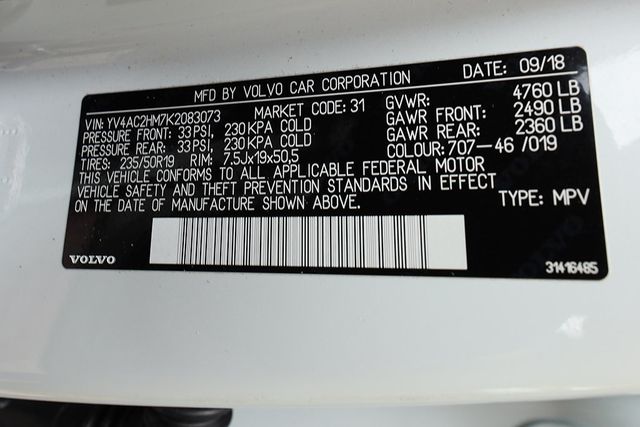 MFD BY VOLVO CAR CORPORATION DATE: 09/18
VIN: YV4AC2HM7K2083073 MARKET CODE: 31 GVWR: 4760 LB
PRESSURE FRONT: 33 PSI, 230 KPA COLD GAWR FRONT: 2490 LB
PRESSURE REAR: 33 PSI, 230 KPA COLD GAWR REAR: 2360 LB
TIRES: 235/50R19 RIM: 7,5Jx19x50,5 COLOUR: 707-46 /019
THIS VEHICLE CONFORMS TO ALL APPLICABLE FEDERAL MOTOR
VEHICLE SAFETY AND THEFT PREVENTION STANDARDS IN EFFECT
ON THE DATE OF MANUFACTURE SHOWN ABOVE. TYPE: MPV
VOLVO 31416485